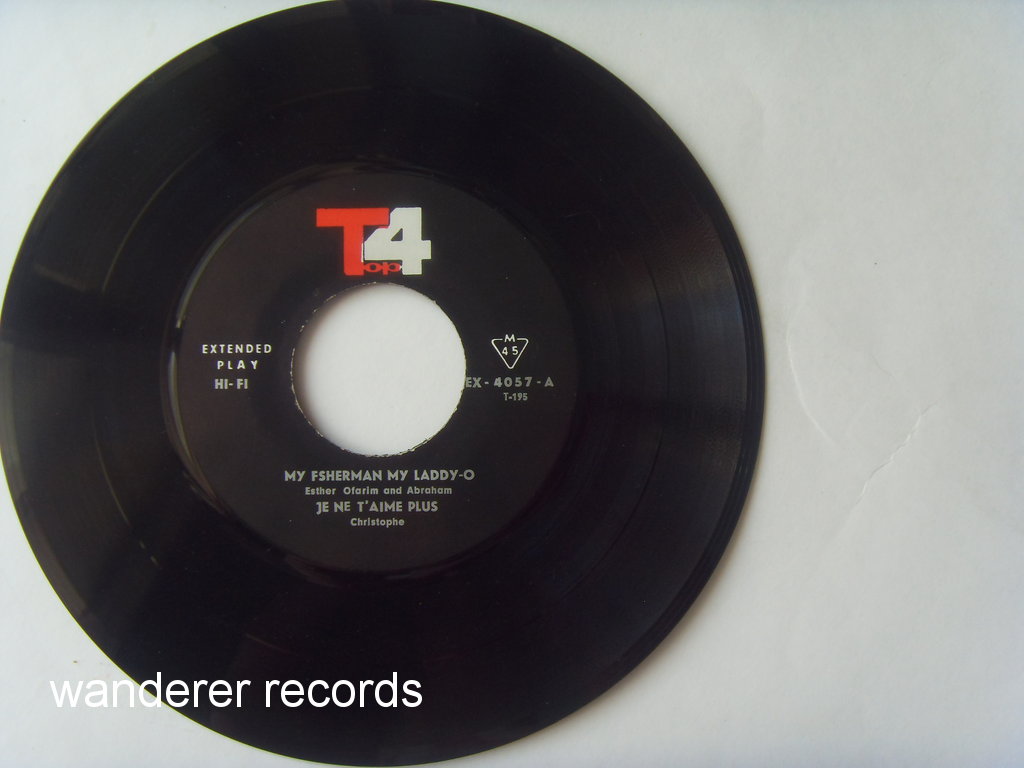 Top 4
EXTENDED
PLAY
HI-FI
M
45
EX-4057-A
T-195
MY FSHERMAN MY LADDY-O
Esther Ofarim and Abraham
JE NE T'AIME PLUS
Christophe
wanderer records